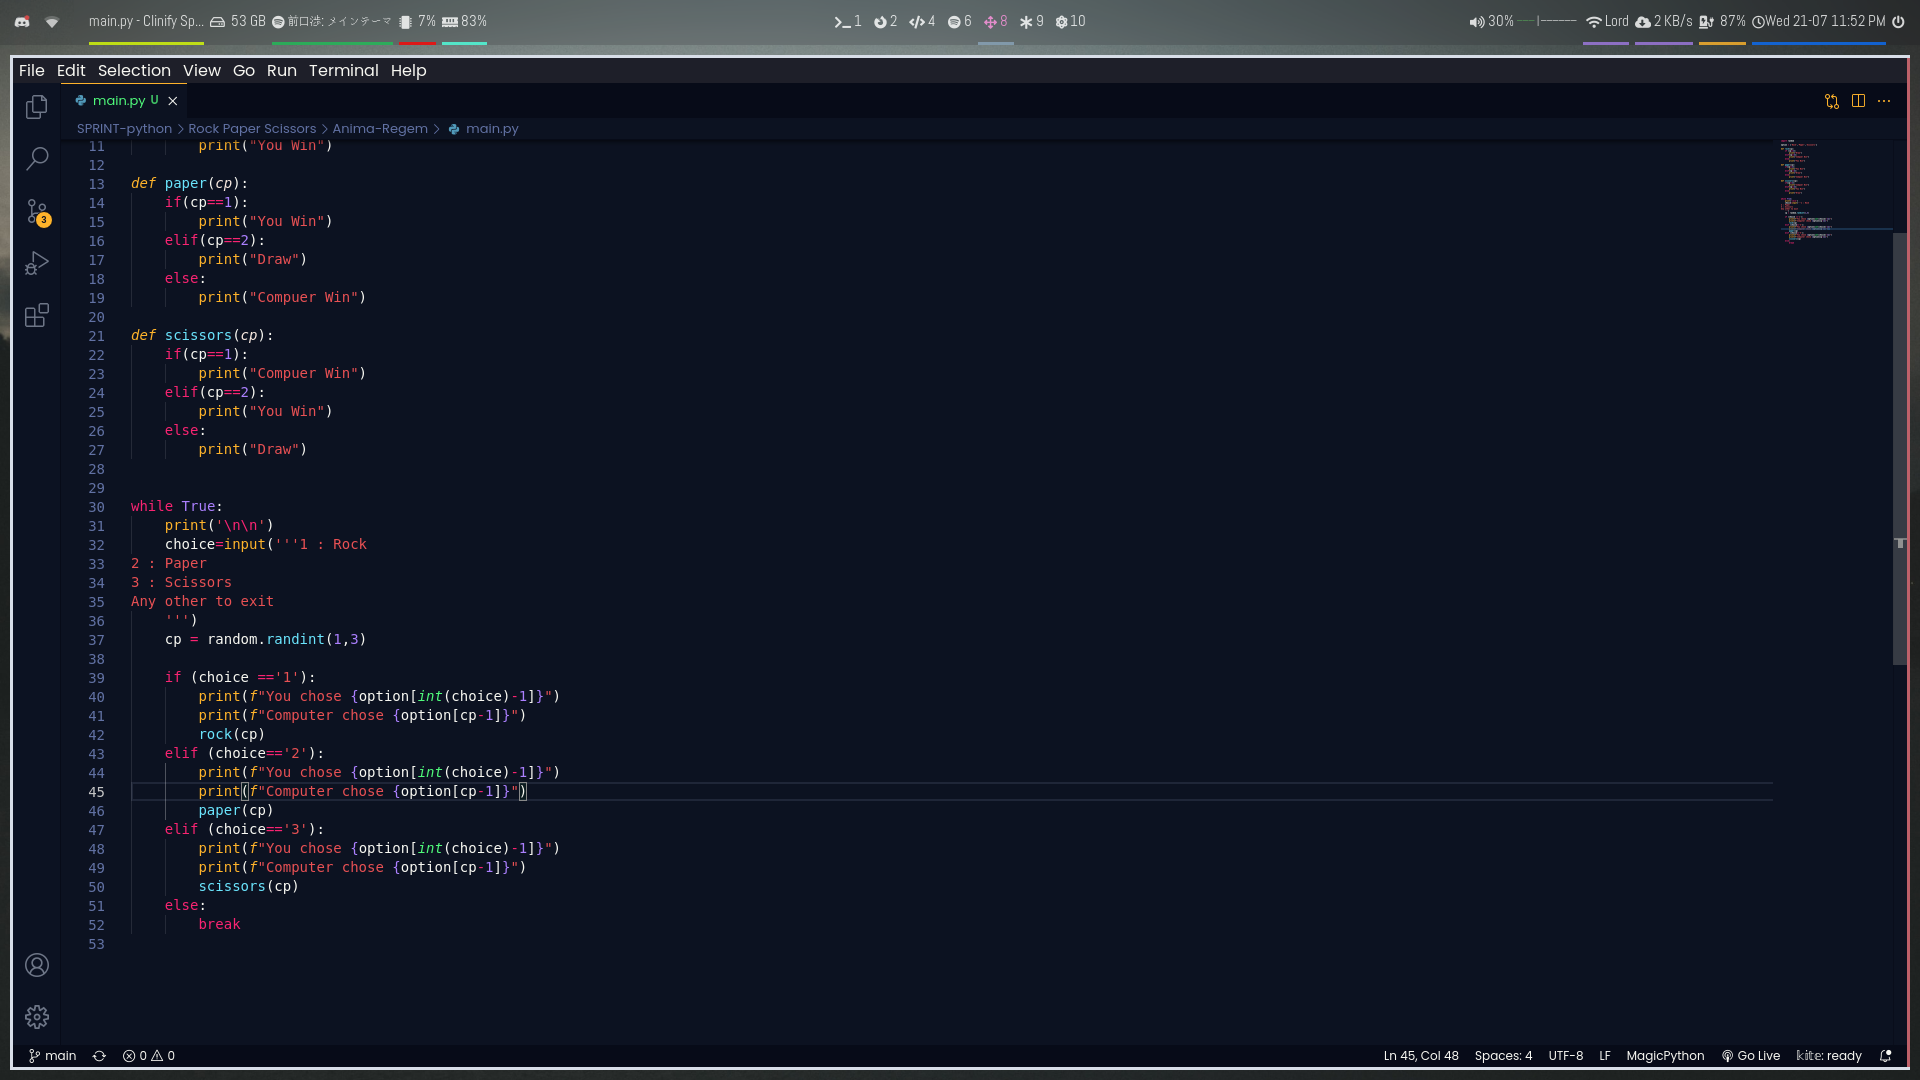 main.py - Clinify Sp... 53 GB 前口渉: メインテーマ 7% 83% 1 2 4 6 8 9 10 30% Lord 2 KB/s 87% Wed 21-07 11:52 PM
File Edit Selection View Go Run Terminal Help
main.py U
SPRINT-python > Rock Paper Scissors > Anima-Regem > main.py
11 print("You Win")
12
13 def paper(cp):
14 if(cp==1):
15 print("You Win")
16 elif(cp==2):
17 print("Draw")
18 else:
19 print("Compuer Win")
20
21 def scissors(cp):
22 if(cp==1):
23 print("Compuer Win")
24 elif(cp==2):
25 print("You Win")
26 else:
27 print("Draw")
28
29
30 while True:
31 print('\n\n')
32 choice=input('''1 : Rock
33 2 : Paper
34 3 : Scissors
35 Any other to exit
36 ''')
37 cp = random.randint(1,3)
38
39 if (choice =='1'):
40 print(f"You chose {option[int(choice)-1]}")
41 print(f"Computer chose {option[cp-1]}")
42 rock(cp)
43 elif (choice=='2'):
44 print(f"You chose {option[int(choice)-1]}")
45 print(f"Computer chose {option[cp-1]}")
46 paper(cp)
47 elif (choice=='3'):
48 print(f"You chose {option[int(choice)-1]}")
49 print(f"Computer chose {option[cp-1]}")
50 scissors(cp)
51 else:
52 break
53
3
main 0 0 Ln 45, Col 48 Spaces: 4 UTF-8 LF MagicPython Go Live kite: ready